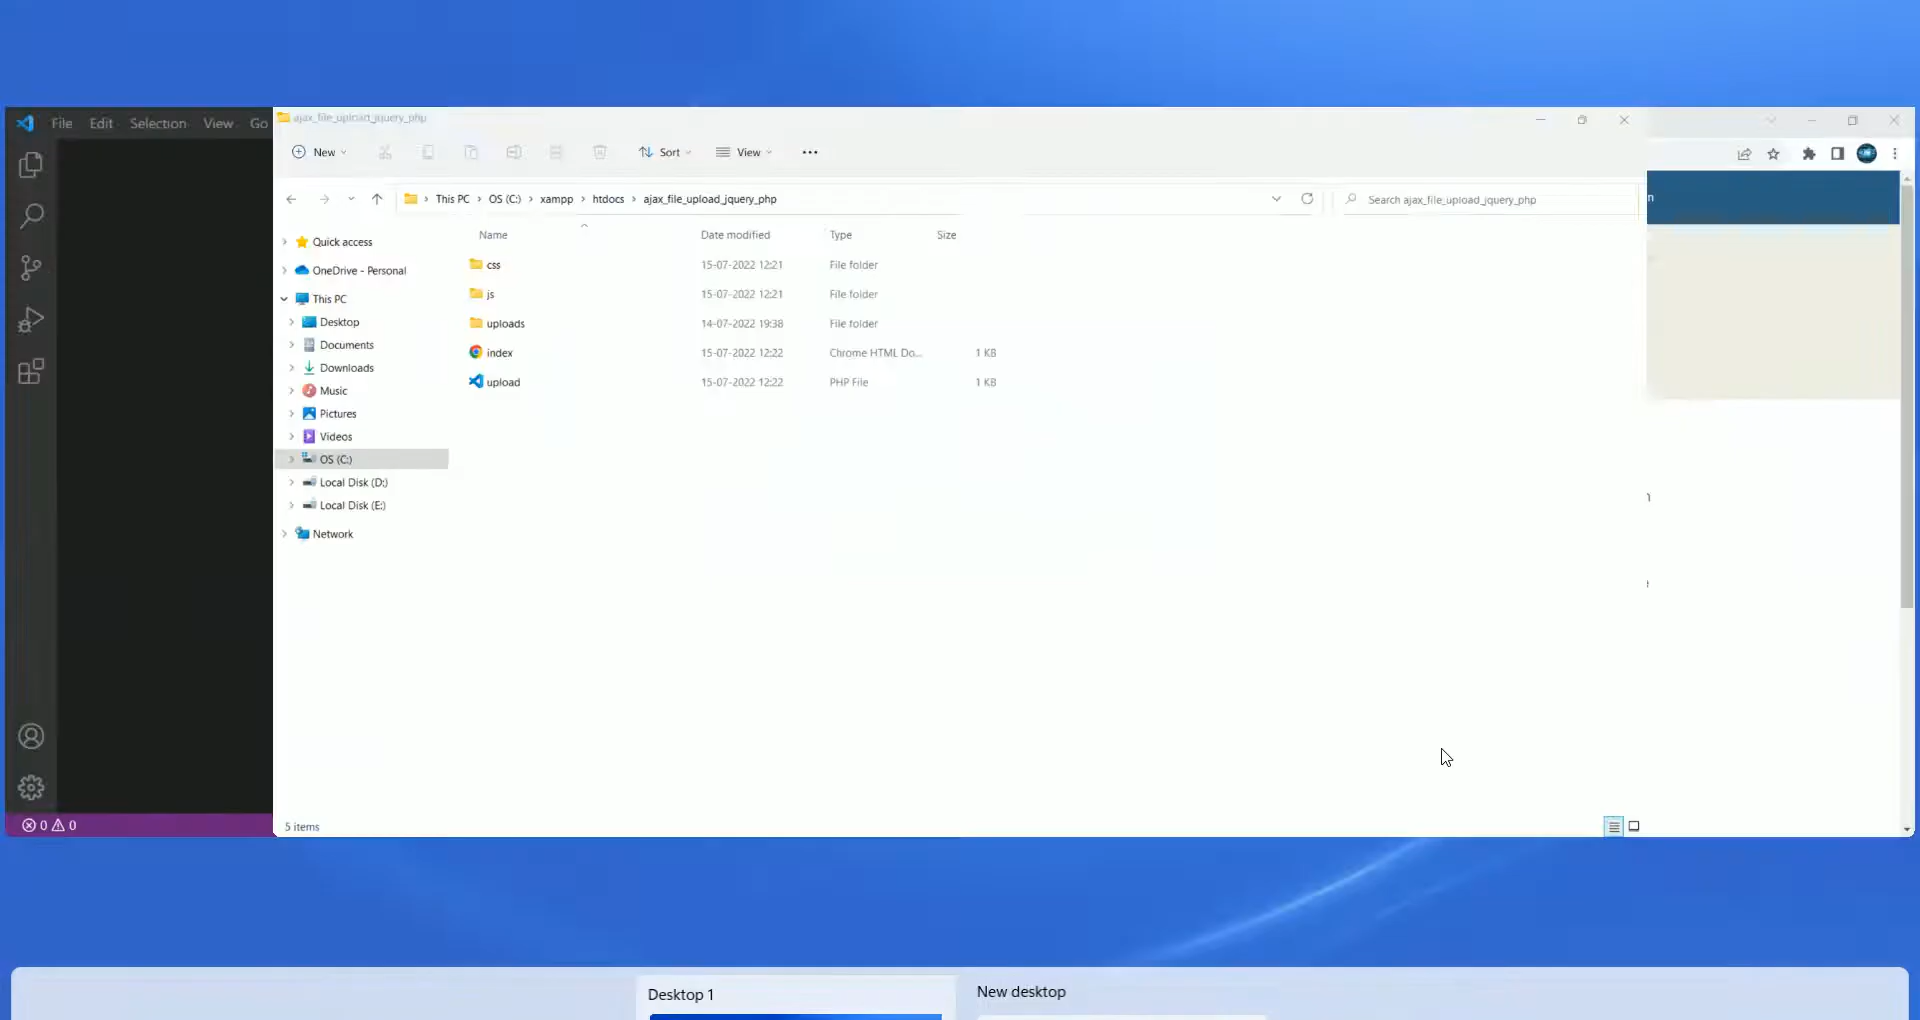 File Edit Selection View Go
ajax_file_upload_jquery_php
New Sort View
This PC > OS (C:) > xampp > htdocs > ajax_file_upload_jquery_php
Search ajax_file_upload_jquery_php
Name Date modified Type Size
Quick access
OneDrive - Personal
This PC
Desktop
Documents
Downloads
Music
Pictures
Videos
OS (C:)
Local Disk (D:)
Local Disk (E:)
Network
css 15-07-2022 12:21 File folder
js 15-07-2022 12:21 File folder
uploads 14-07-2022 19:38 File folder
index 15-07-2022 12:22 Chrome HTML Do... 1 KB
upload 15-07-2022 12:22 PHP File 1 KB
n
e
5 items
0 0
Desktop 1
New desktop